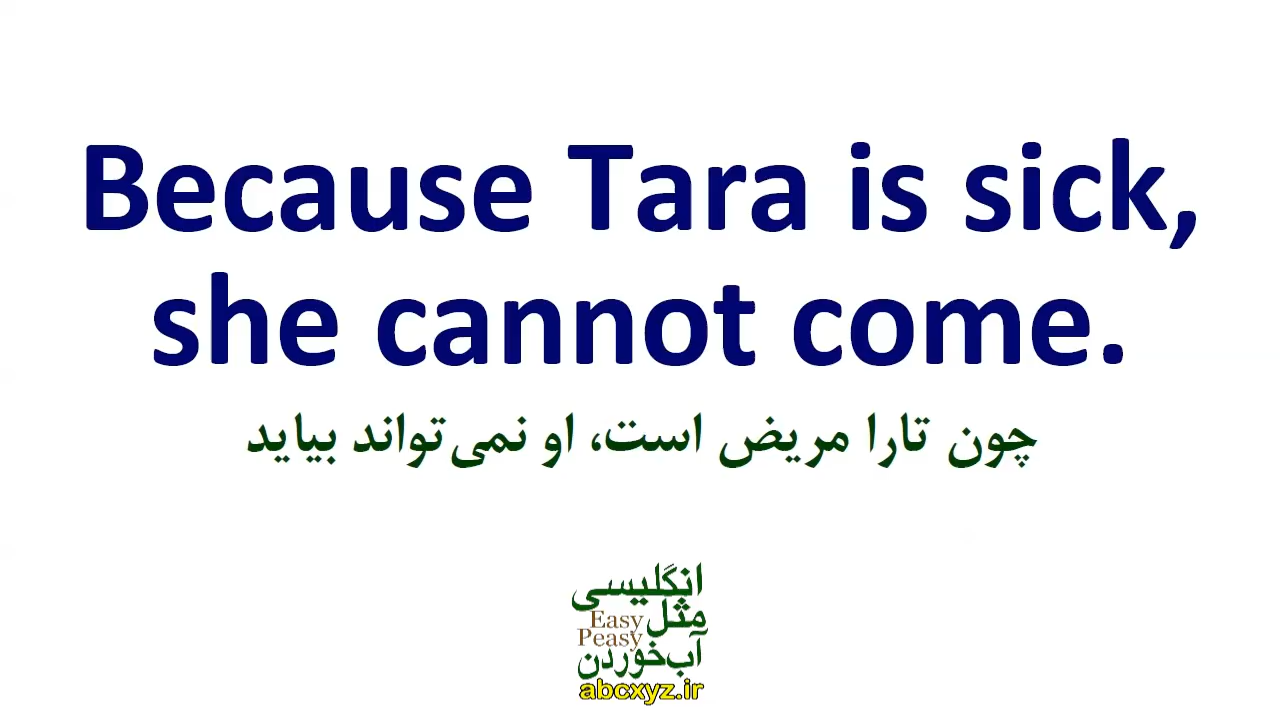 Because Tara is sick,
she cannot come.
چون تارا مریض است، او نمی‌تواند بیاید
انگلیسی
مثل
Easy
Peasy
آب‌خوردن
abcxyz.ir